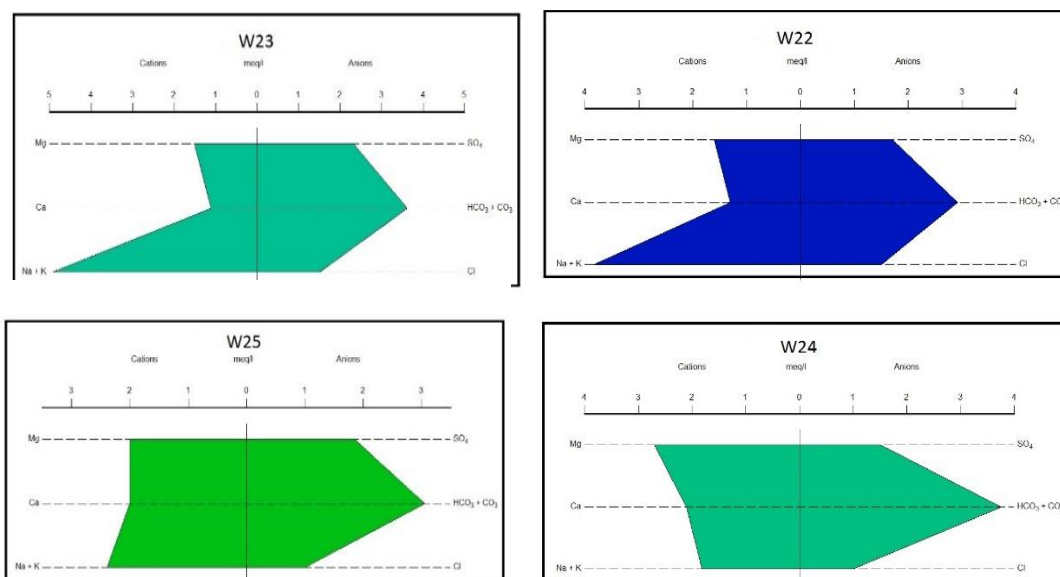 W23
Cations meq/l Anions
5 4 3 2 1 0 1 2 3 4 5
Mg SO₄
Ca HCO₃ + CO₃
Na + K Cl
W22
Cations meq/l Anions
4 3 2 1 0 1 2 3 4
Mg SO₄
Ca HCO₃ + CO
Na + K Cl
W25
Cations meq/l Anions
3 2 1 0 1 2 3
Mg SO₄
Ca HCO₃ + CO₃
Na + K Cl
W24
Cations meq/l Anions
4 3 2 1 0 1 2 3 4
Mg SO₄
Ca HCO₃ + CO
Na + K Cl